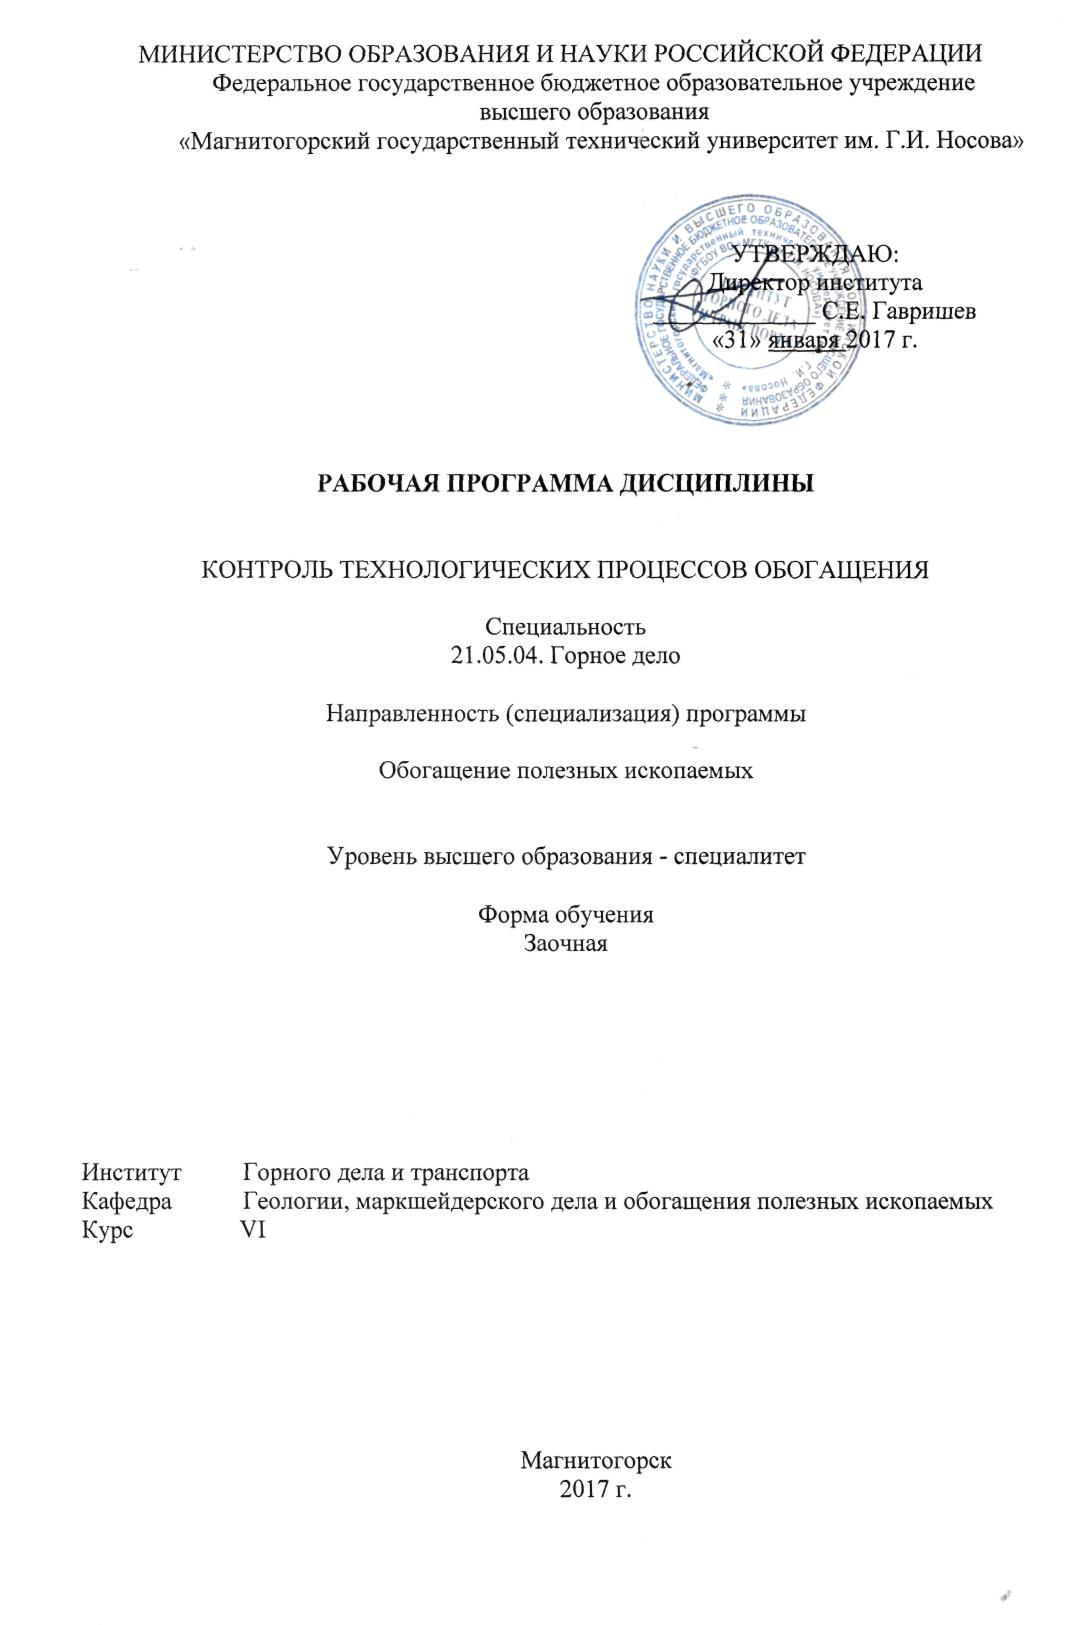 МИНИСТЕРСТВО ОБРАЗОВАНИЯ И НАУКИ РОССИЙСКОЙ ФЕДЕРАЦИИ
Федеральное государственное бюджетное образовательное учреждение
высшего образования
«Магнитогорский государственный технический университет им. Г.И. Носова»
УТВЕРЖДАЮ:
Директор института
С.Е. Гавришев
«31» января 2017 г.
РАБОЧАЯ ПРОГРАММА ДИСЦИПЛИНЫ
КОНТРОЛЬ ТЕХНОЛОГИЧЕСКИХ ПРОЦЕССОВ ОБОГАЩЕНИЯ
Специальность
21.05.04. Горное дело
Направленность (специализация) программы
Обогащение полезных ископаемых
Уровень высшего образования - специалитет
Форма обучения
Заочная
Институт Горного дела и транспорта
Кафедра Геологии, маркшейдерского дела и обогащения полезных ископаемых
Курс VI
Магнитогорск
2017 г.